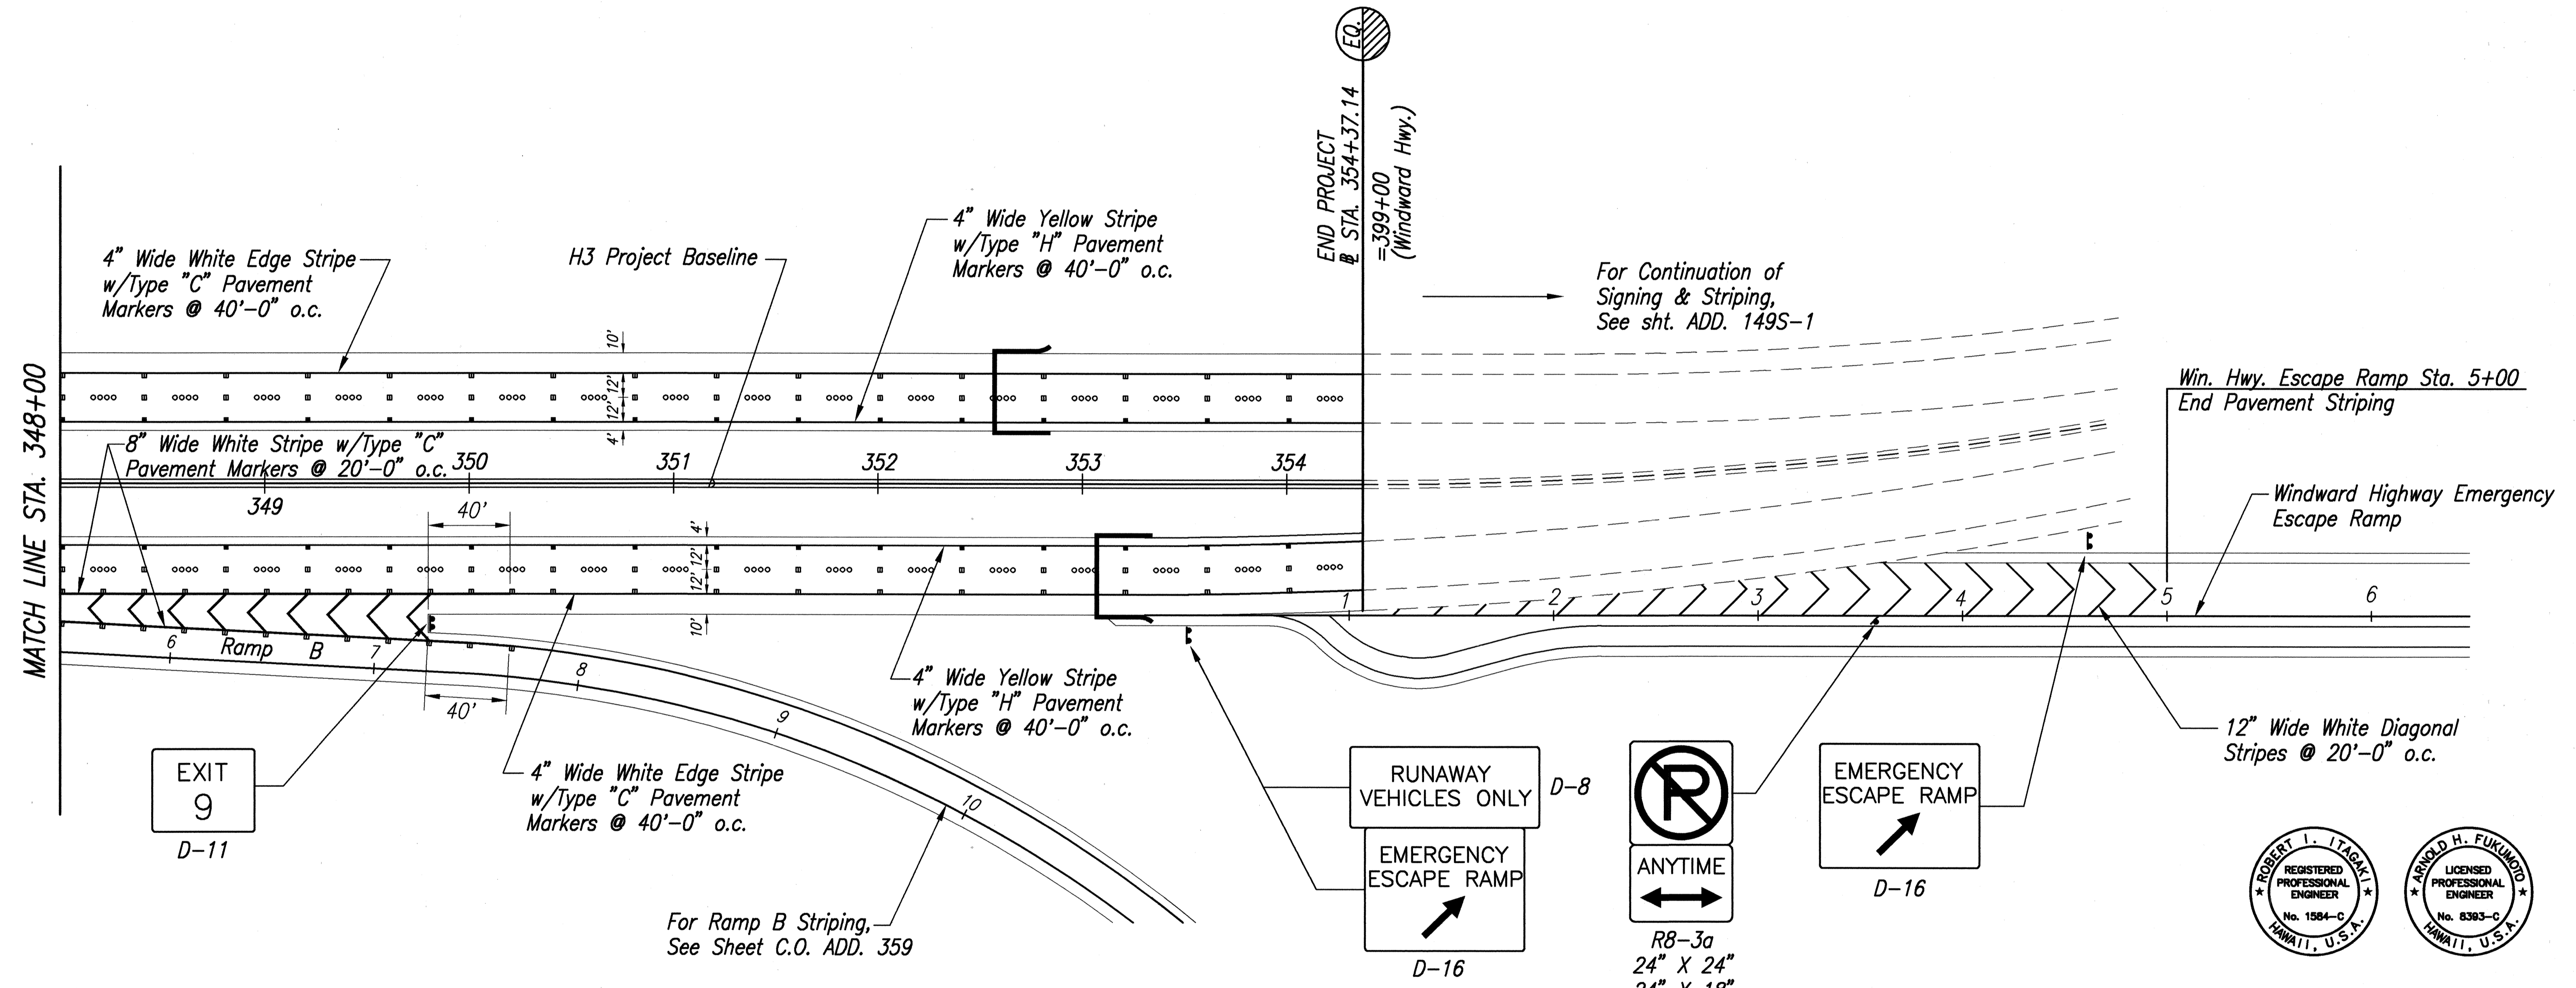 EQ.
END PROJECT
℄ STA. 354+37.14
=399+00
(Windward Hwy.)
MATCH LINE STA. 348+00
4” Wide White Edge Stripe
w/Type ”C” Pavement
Markers @ 40’-0” o.c.
H3 Project Baseline
4” Wide Yellow Stripe
w/Type ”H” Pavement
Markers @ 40’-0” o.c.
For Continuation of
Signing & Striping,
See sht. ADD. 149S-1
10’
12’
12’
4’
Win. Hwy. Escape Ramp Sta. 5+00
End Pavement Striping
8” Wide White Stripe w/Type ”C”
Pavement Markers @ 20’-0” o.c.
349
350
351
352
353
354
40’
4’
12’
12’
10’
Windward Highway Emergency
Escape Ramp
1
2
3
4
5
6
6
Ramp B
7
8
9
10
40’
4” Wide Yellow Stripe
w/Type ”H” Pavement
Markers @ 40’-0” o.c.
12” Wide White Diagonal
Stripes @ 20’-0” o.c.
EXIT
9
D-11
4” Wide White Edge Stripe
w/Type ”C” Pavement
Markers @ 40’-0” o.c.
For Ramp B Striping,
See Sheet C.O. ADD. 359
RUNAWAY
VEHICLES ONLY
D-8
EMERGENCY
ESCAPE RAMP
D-16
P
ANYTIME
R8-3a
24” X 24”
24” X 18”
EMERGENCY
ESCAPE RAMP
D-16
ROBERT I. ITAGAKI
REGISTERED
PROFESSIONAL
ENGINEER
No. 1584-C
HAWAII, U.S.A.
ARNOLD H. FUKUMOTO
LICENSED
PROFESSIONAL
ENGINEER
No. 8393-C
HAWAII, U.S.A.